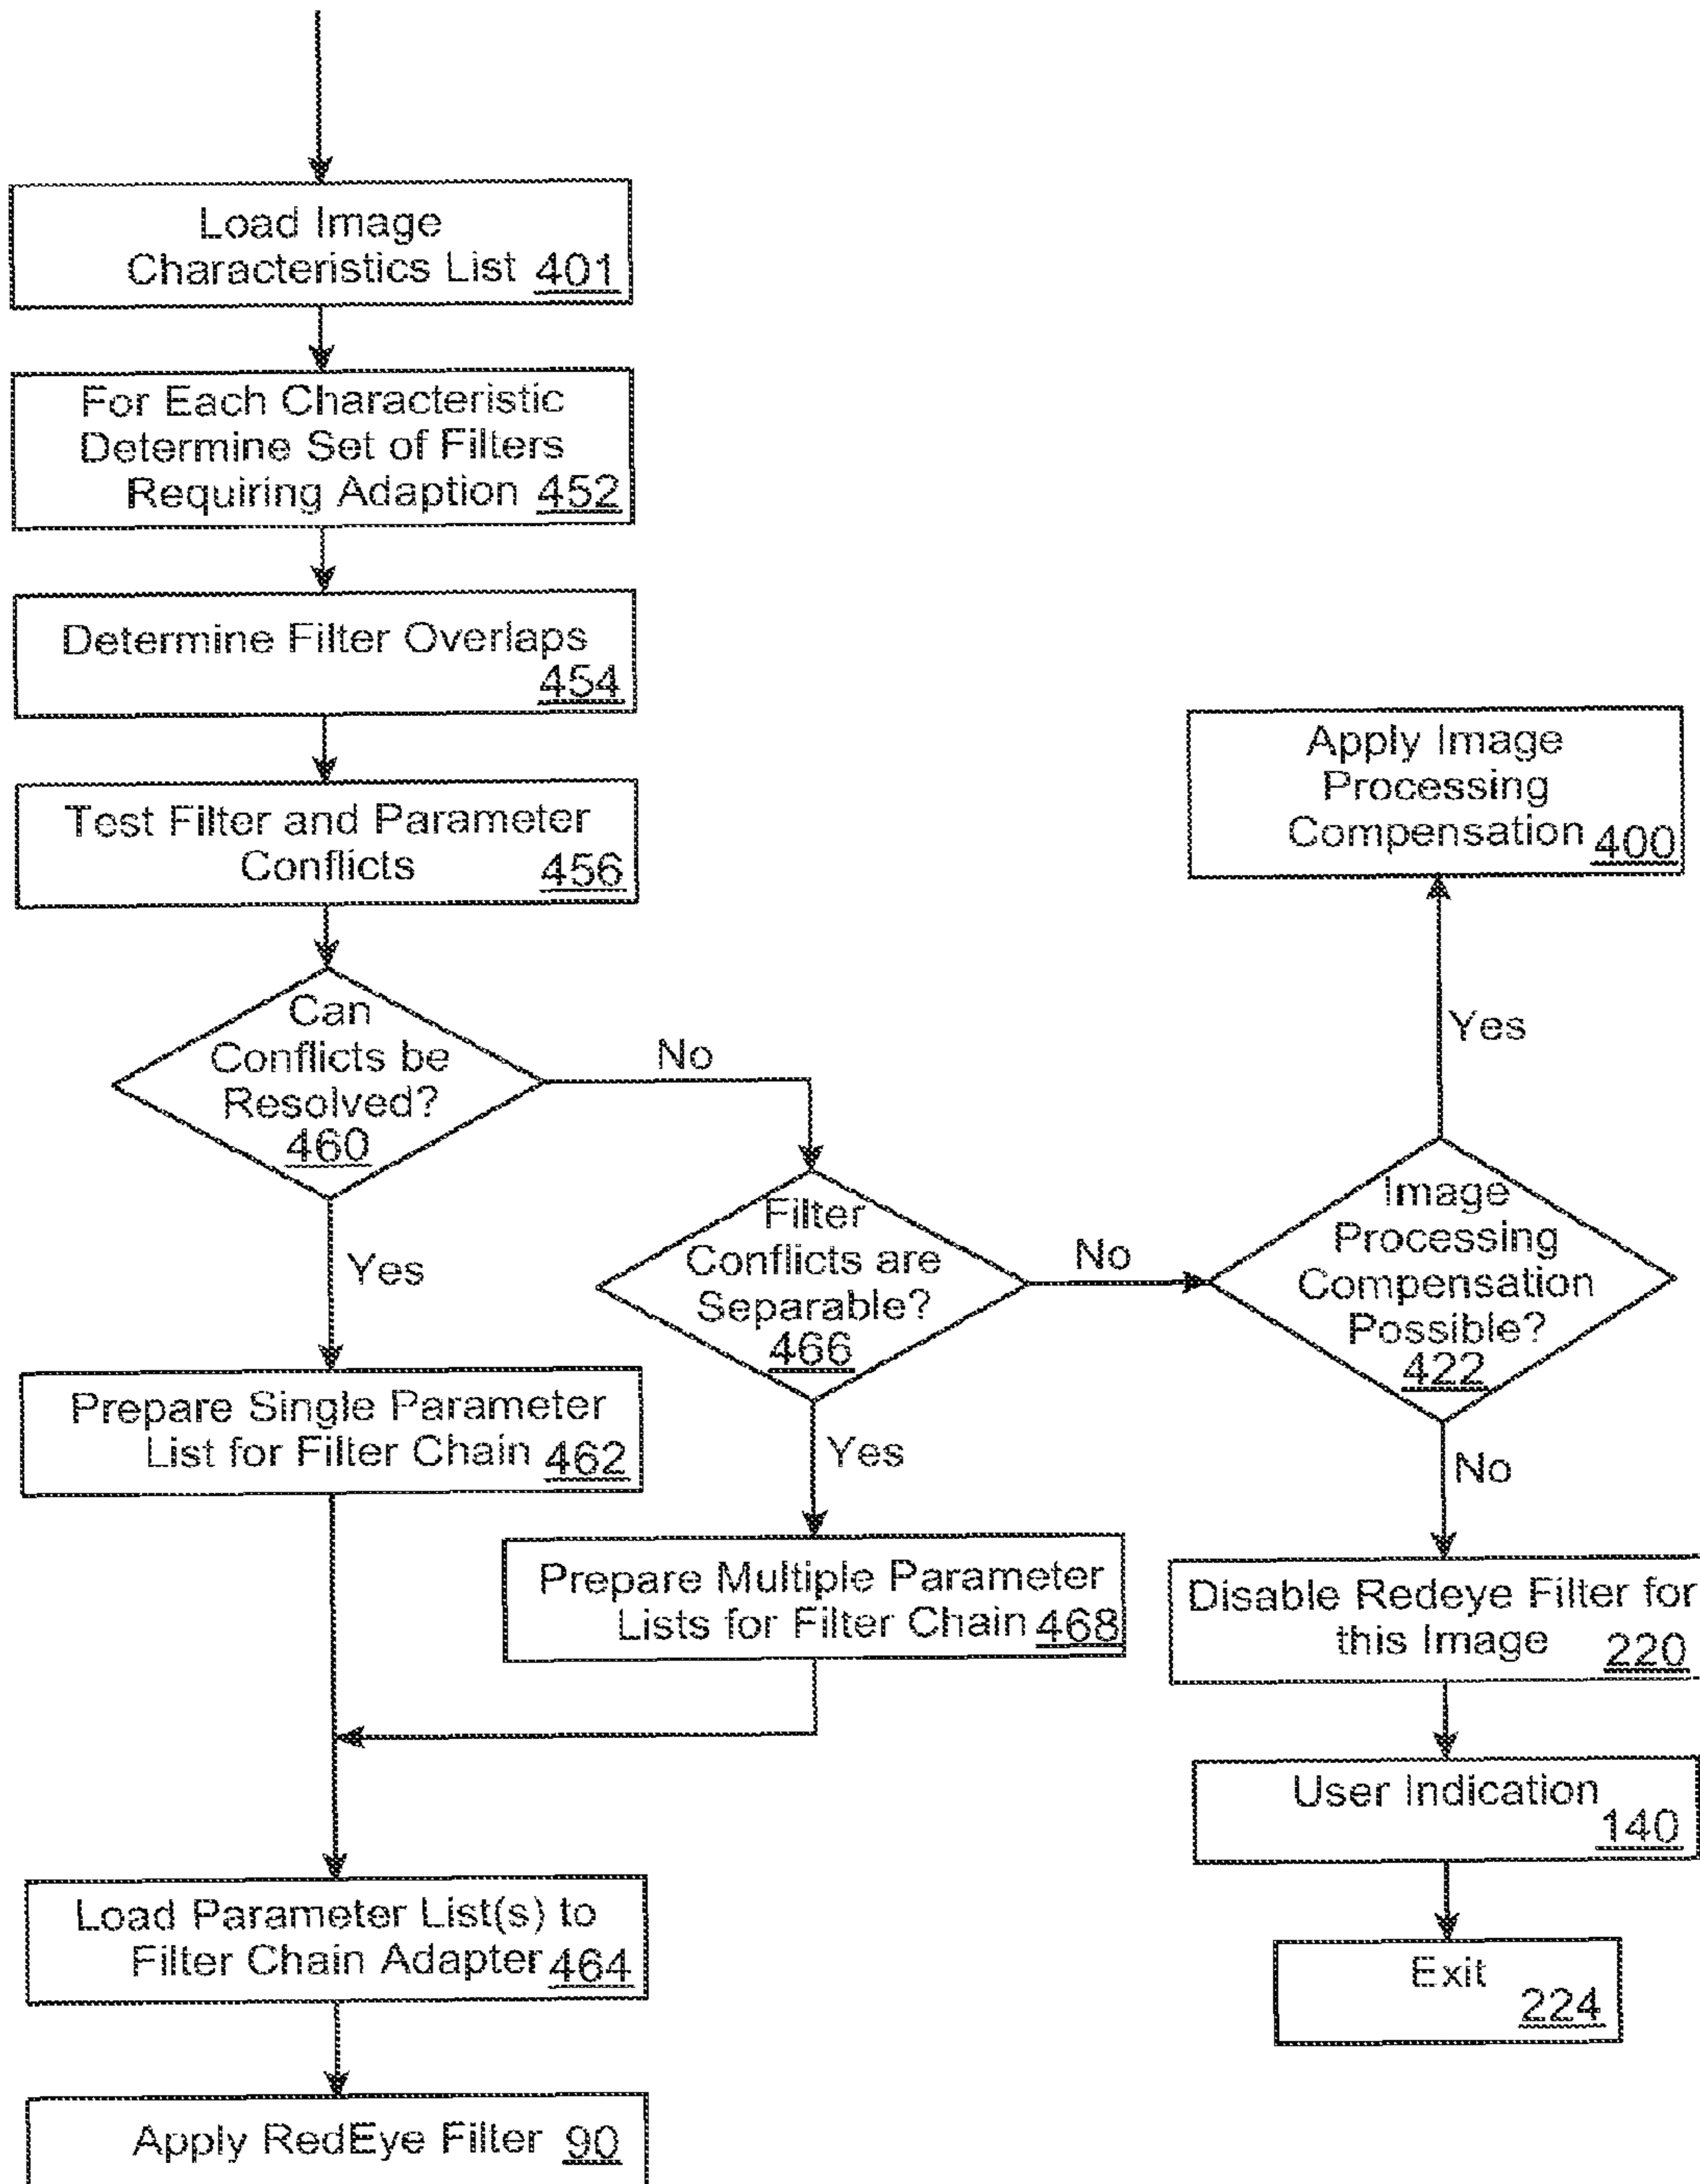 Load Image
Characteristics List 401
For Each Characteristic
Determine Set of Filters
Requiring Adaption 452
Determine Filter Overlaps
454
Test Filter and Parameter
Conflicts 456
Can
Conflicts be
Resolved?
460
No
Yes
Prepare Single Parameter
List for Filter Chain 462
Filter
Conflicts are
Separable?
466
No
Yes
Prepare Multiple Parameter
Lists for Filter Chain 468
Load Parameter List(s) to
Filter Chain Adapter 464
Apply RedEye Filter 90
Apply Image
Processing
Compensation 400
Yes
Image
Processing
Compensation
Possible?
422
No
Disable Redeye Filter for
this Image 220
User Indication
140
Exit
224